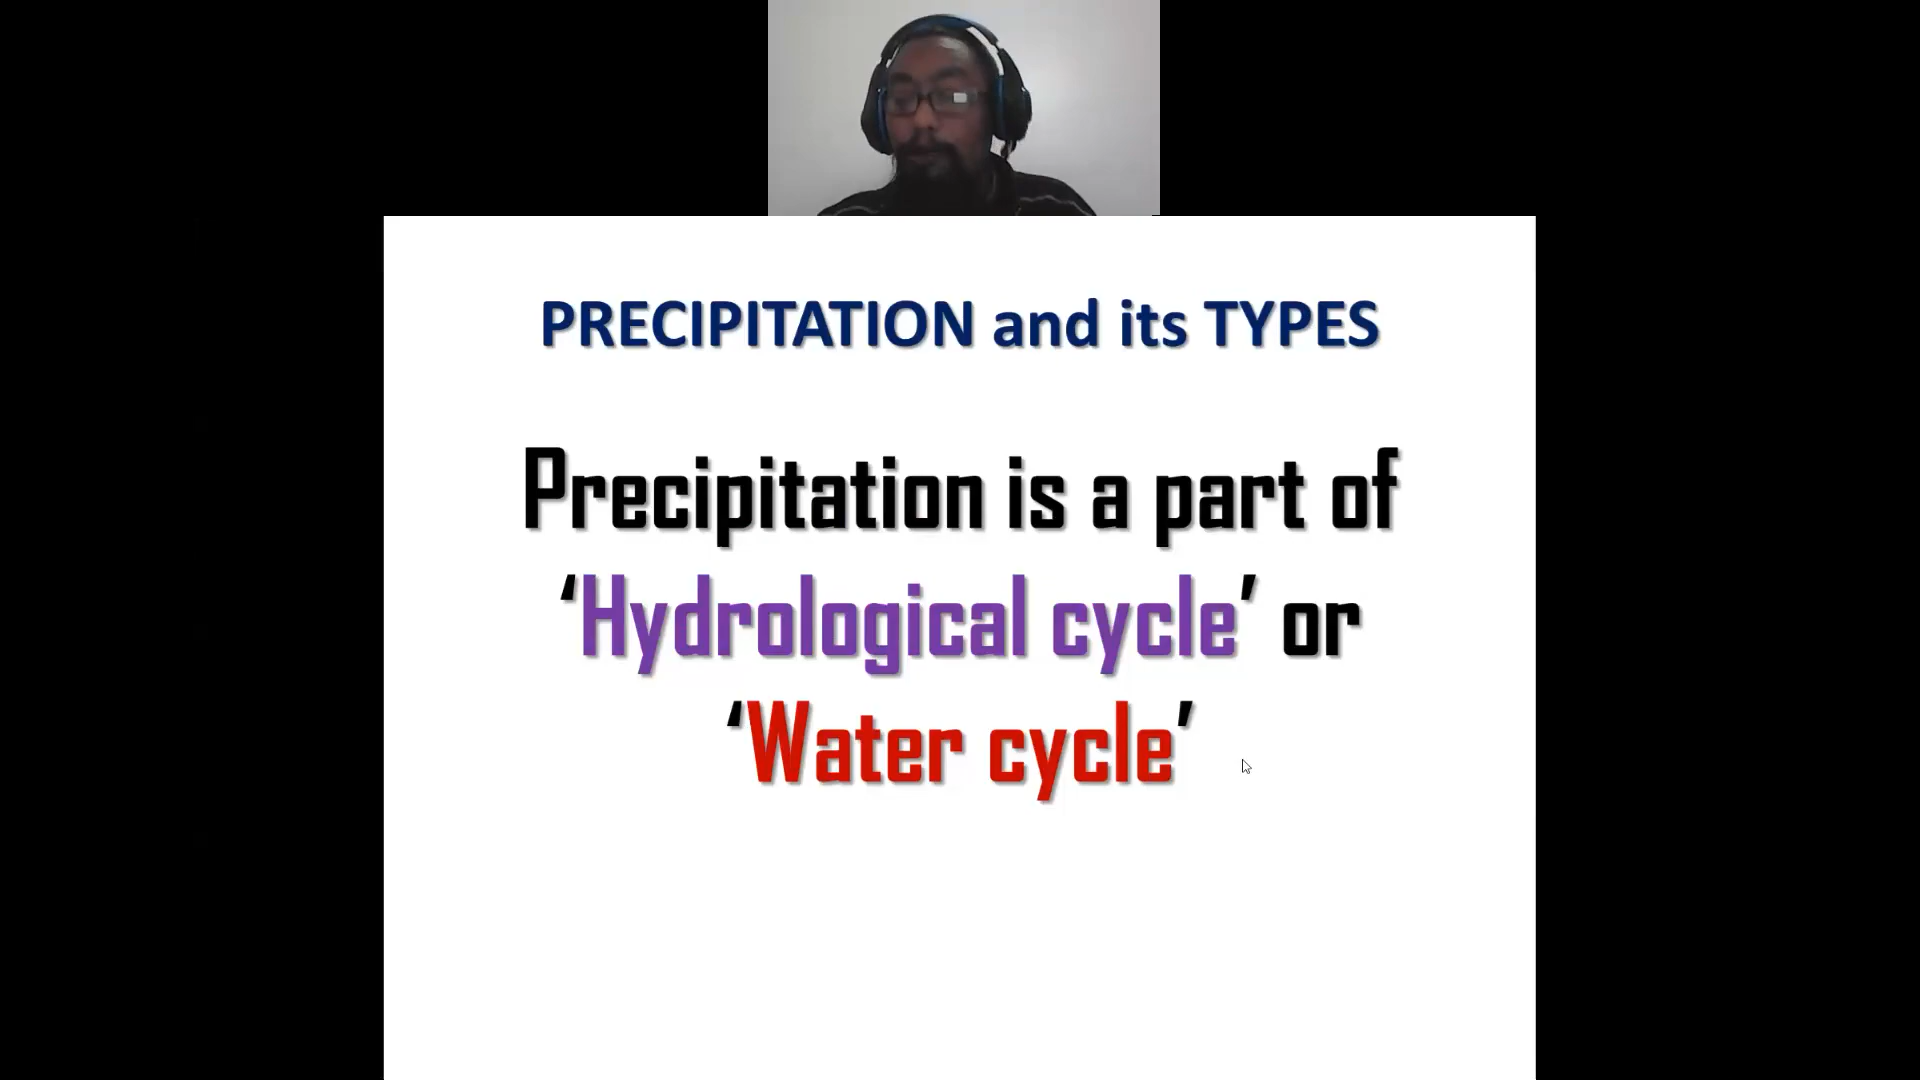 PRECIPITATION and its TYPES
Precipitation is a part of
‘Hydrological cycle’ or
‘Water cycle’